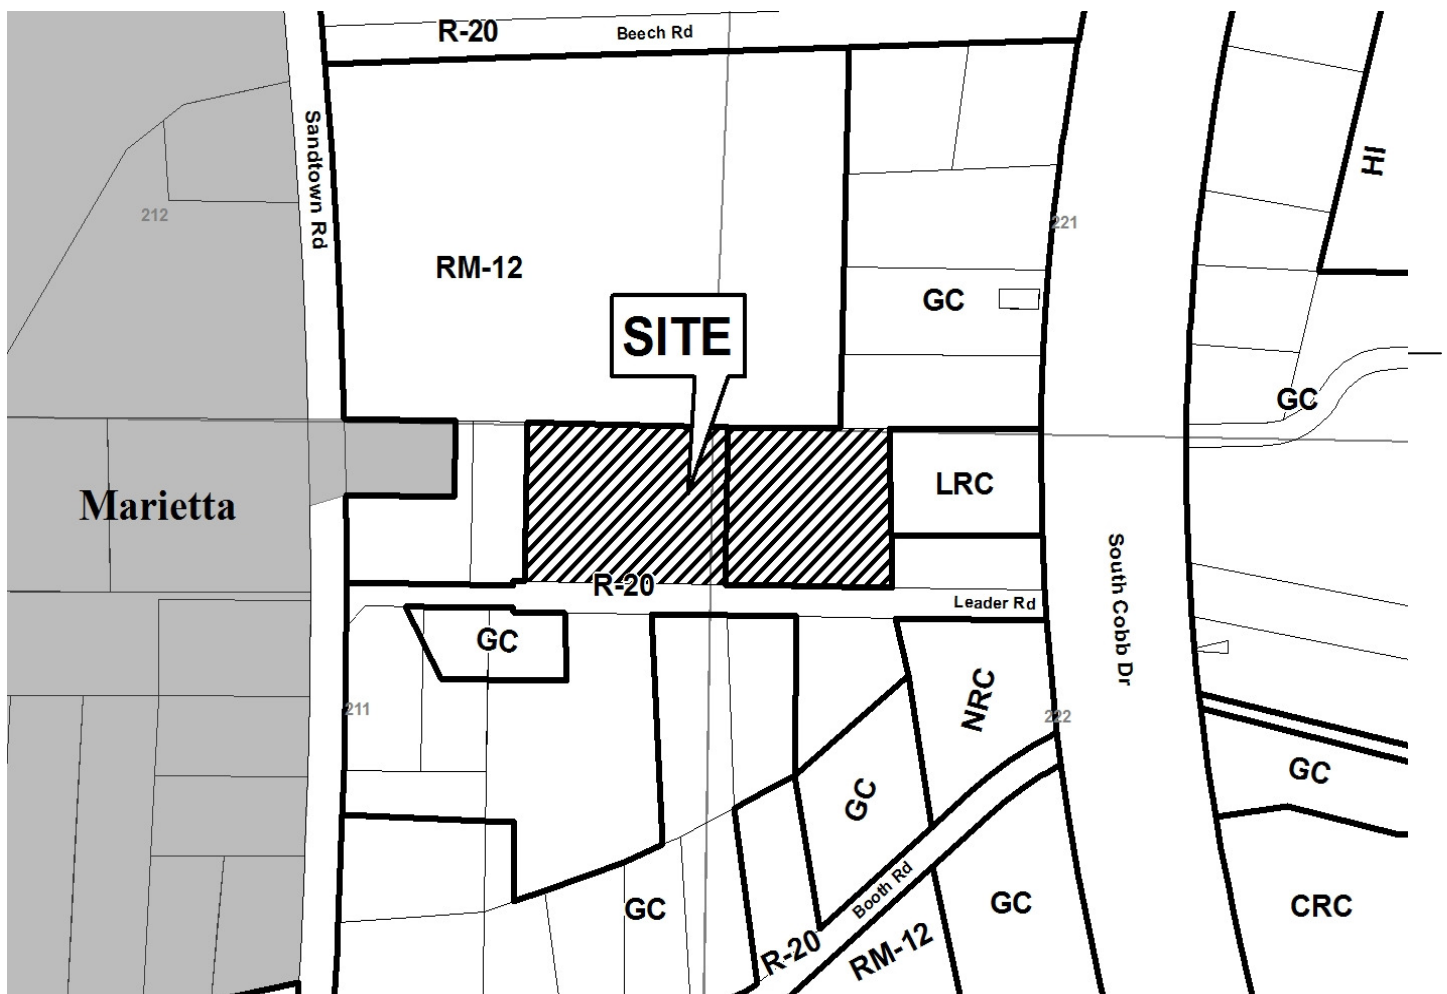 R-20
Beech Rd
Sandtown Rd
HI
212
221
RM-12
GC
SITE
GC
LRC
Marietta
South Cobb Dr
R-20
Leader Rd
GC
NRC
211
222
GC
GC
Booth Rd
GC
GC
CRC
R-20
RM-12